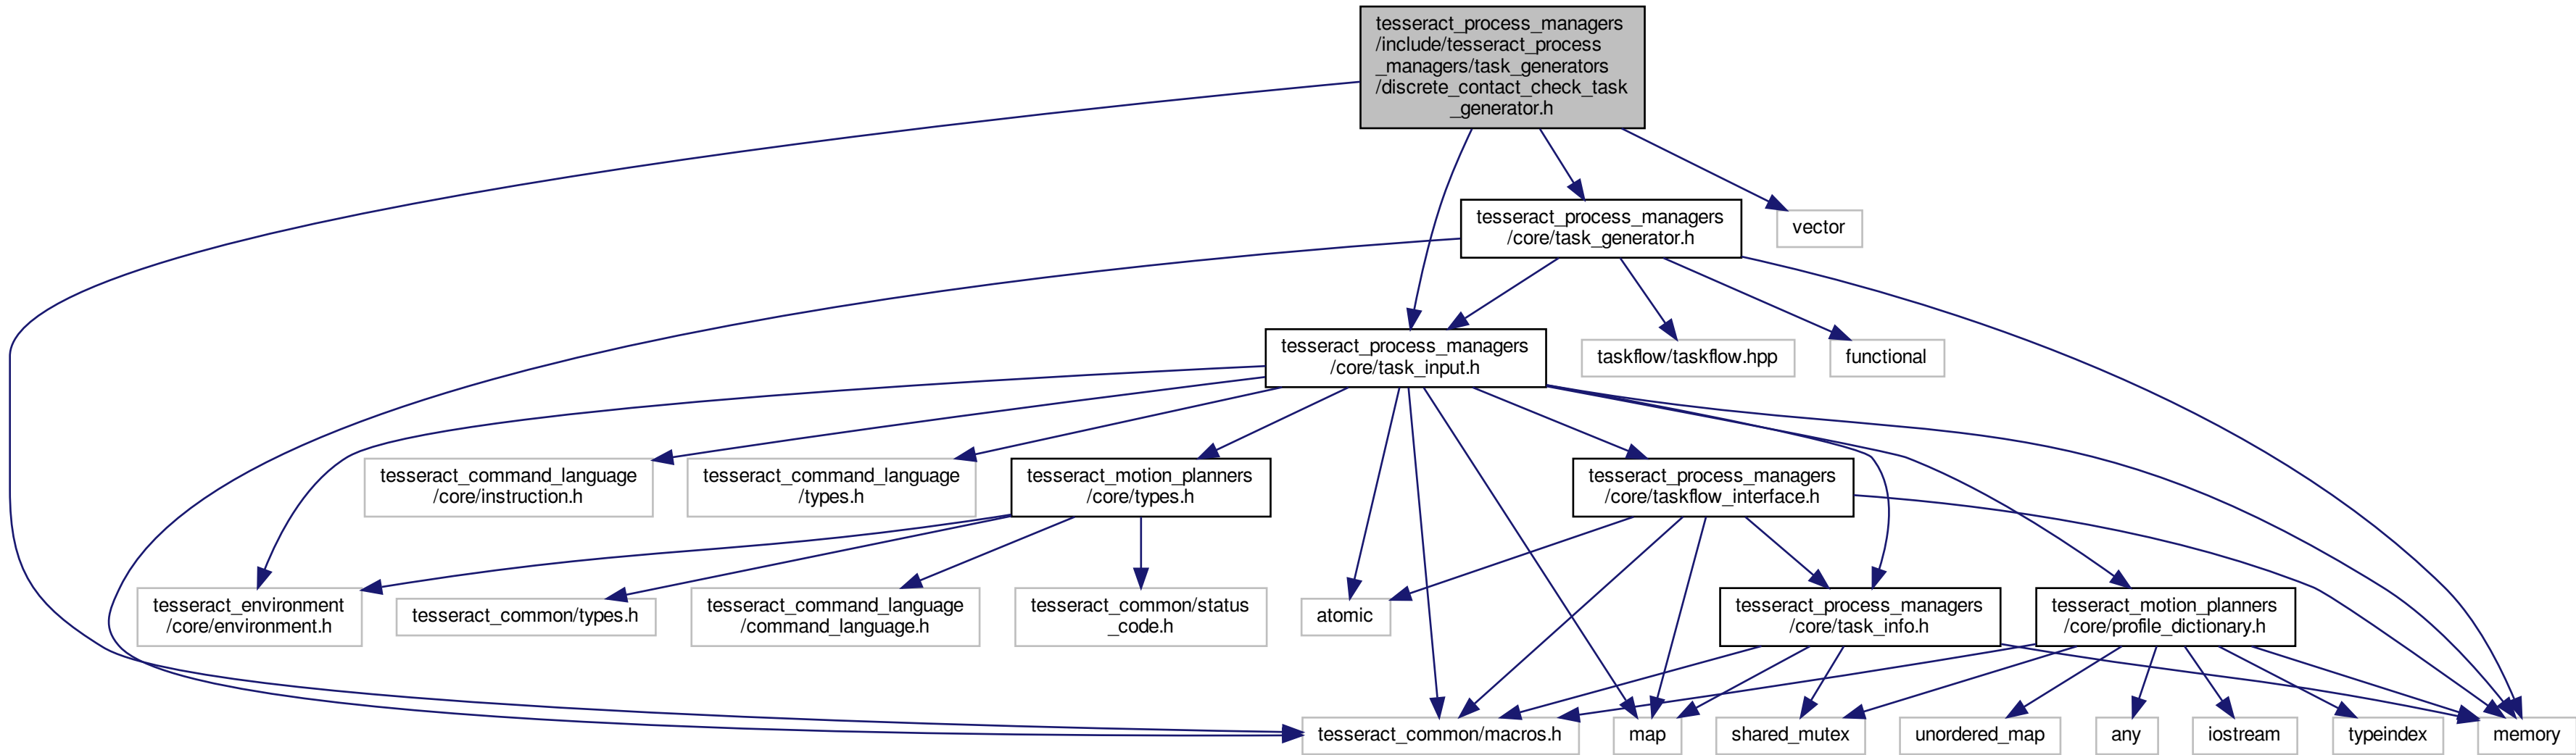 tesseract_process_managers
/include/tesseract_process
_managers/task_generators
/discrete_contact_check_task
_generator.h
tesseract_process_managers
/core/task_generator.h
vector
tesseract_process_managers
/core/task_input.h
taskflow/taskflow.hpp
functional
tesseract_command_language
/core/instruction.h
tesseract_command_language
/types.h
tesseract_motion_planners
/core/types.h
tesseract_process_managers
/core/taskflow_interface.h
tesseract_environment
/core/environment.h
tesseract_common/types.h
tesseract_command_language
/command_language.h
tesseract_common/status
_code.h
atomic
tesseract_process_managers
/core/task_info.h
tesseract_motion_planners
/core/profile_dictionary.h
tesseract_common/macros.h
map
shared_mutex
unordered_map
any
iostream
typeindex
memory